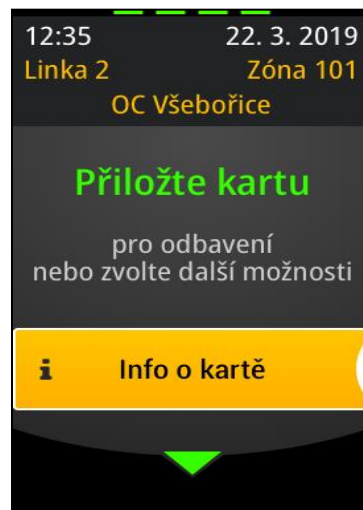 12:35 22. 3. 2019
Linka 2 Zóna 101
OC Všebořice
Přiložte kartu
pro odbavení
nebo zvolte další možnosti
i Info o kartě